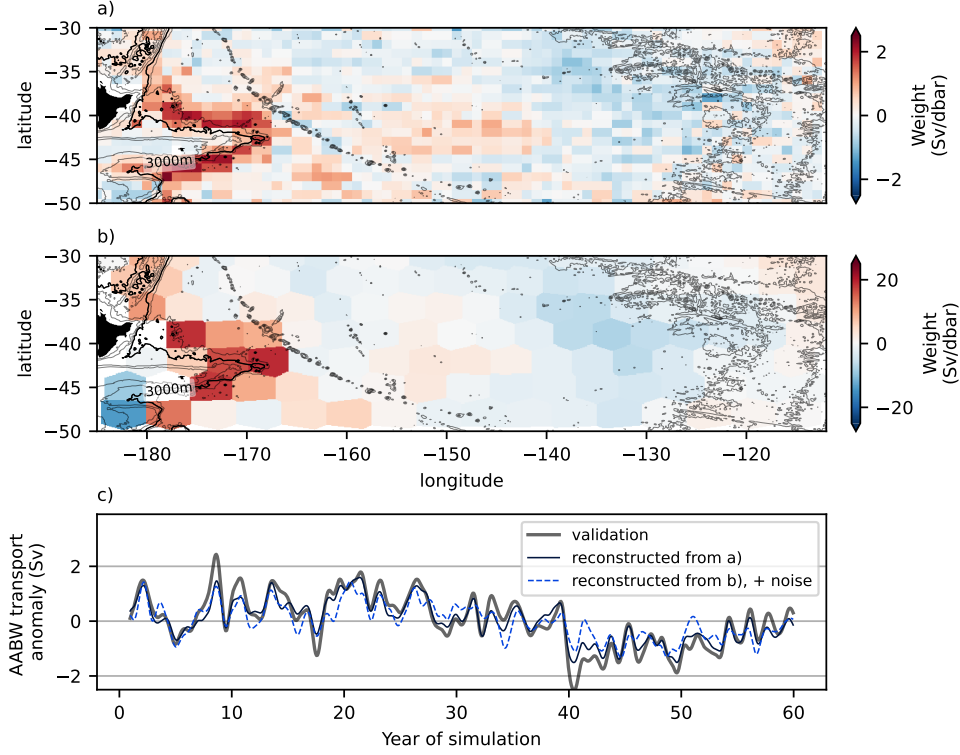 a)
−30
−35
−40
−45
−50
latitude
3000m
2
0
−2
Weight
(Sv/dbar)
b)
−30
−35
−40
−45
−50
latitude
3000m
−180
−170
−160
−150
−140
−130
−120
longitude
20
0
−20
Weight
(Sv/dbar)
c)
AABW transport
anomaly (Sv)
2
0
−2
validation
reconstructed from a)
reconstructed from b), + noise
0
10
20
30
40
50
60
Year of simulation